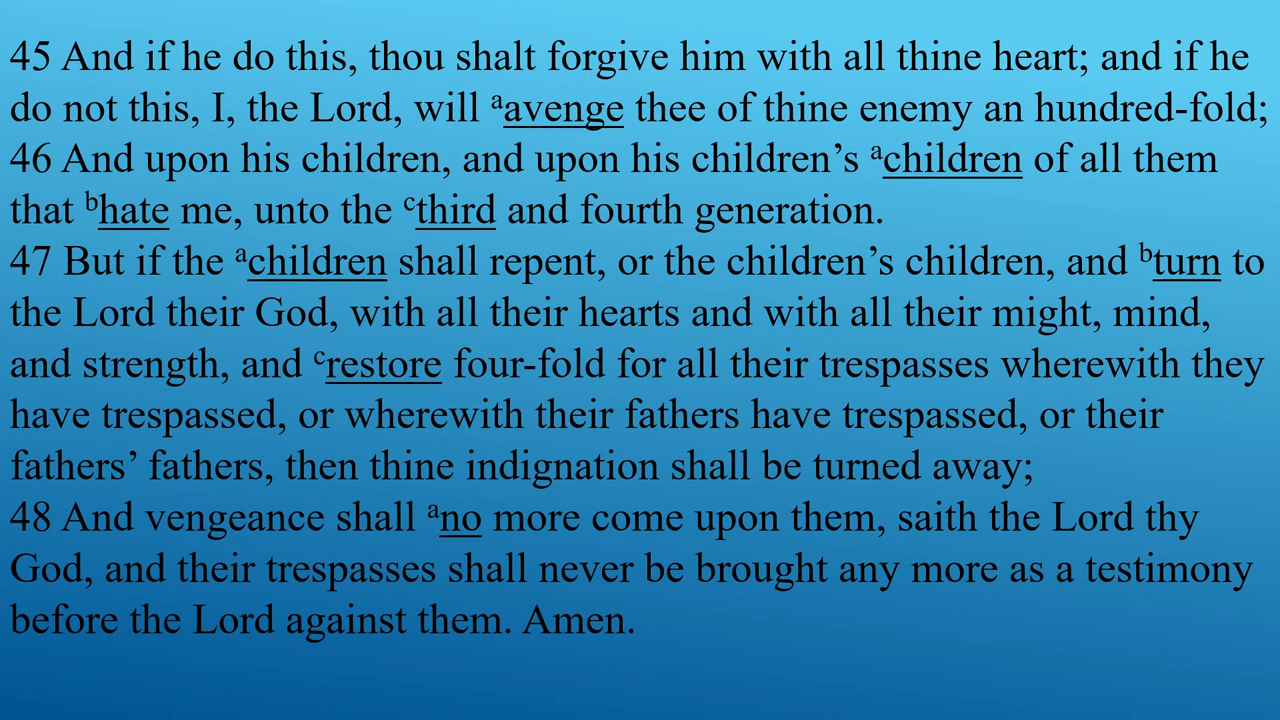 45 And if he do this, thou shalt forgive him with all thine heart; and if he
do not this, I, the Lord, will ᵃavenge thee of thine enemy an hundred-fold;
46 And upon his children, and upon his children’s ᵃchildren of all them
that ᵇhate me, unto the ᶜthird and fourth generation.
47 But if the ᵃchildren shall repent, or the children’s children, and ᵇturn to
the Lord their God, with all their hearts and with all their might, mind,
and strength, and ᶜrestore four-fold for all their trespasses wherewith they
have trespassed, or wherewith their fathers have trespassed, or their
fathers’ fathers, then thine indignation shall be turned away;
48 And vengeance shall ᵃno more come upon them, saith the Lord thy
God, and their trespasses shall never be brought any more as a testimony
before the Lord against them. Amen.